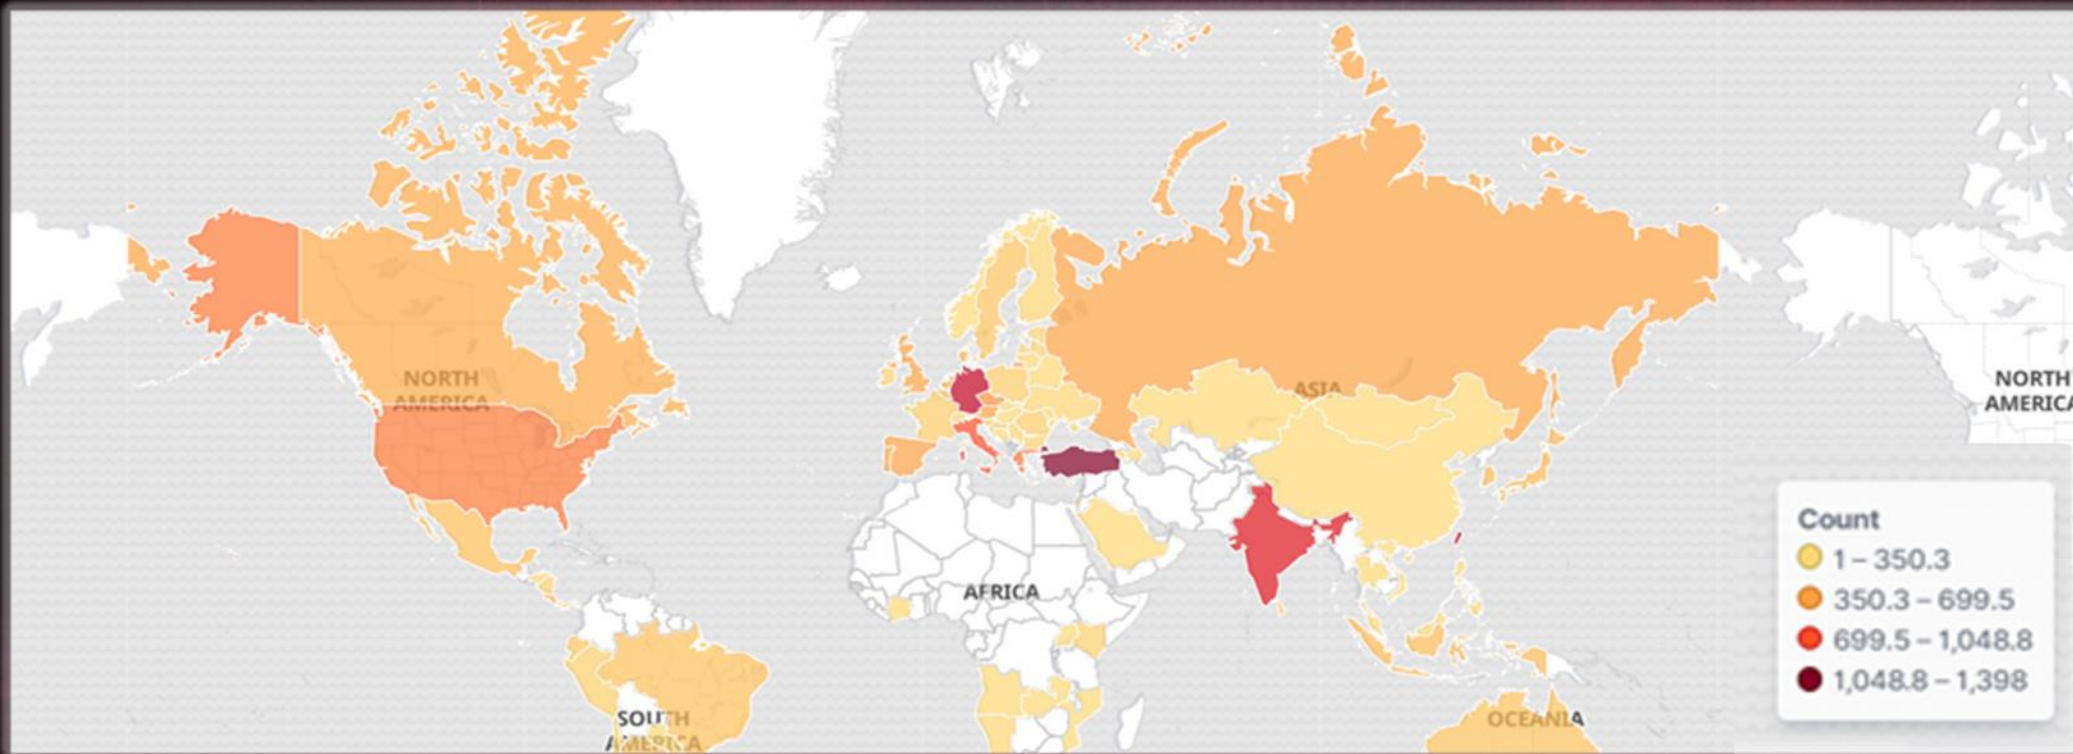 NORTH
AMERICA
ASIA
AFRICA
SOUTH
AMERICA
OCEANIA
NORTH
AMERICA
Count
1 – 350.3
350.3 – 699.5
699.5 – 1,048.8
1,048.8 – 1,398